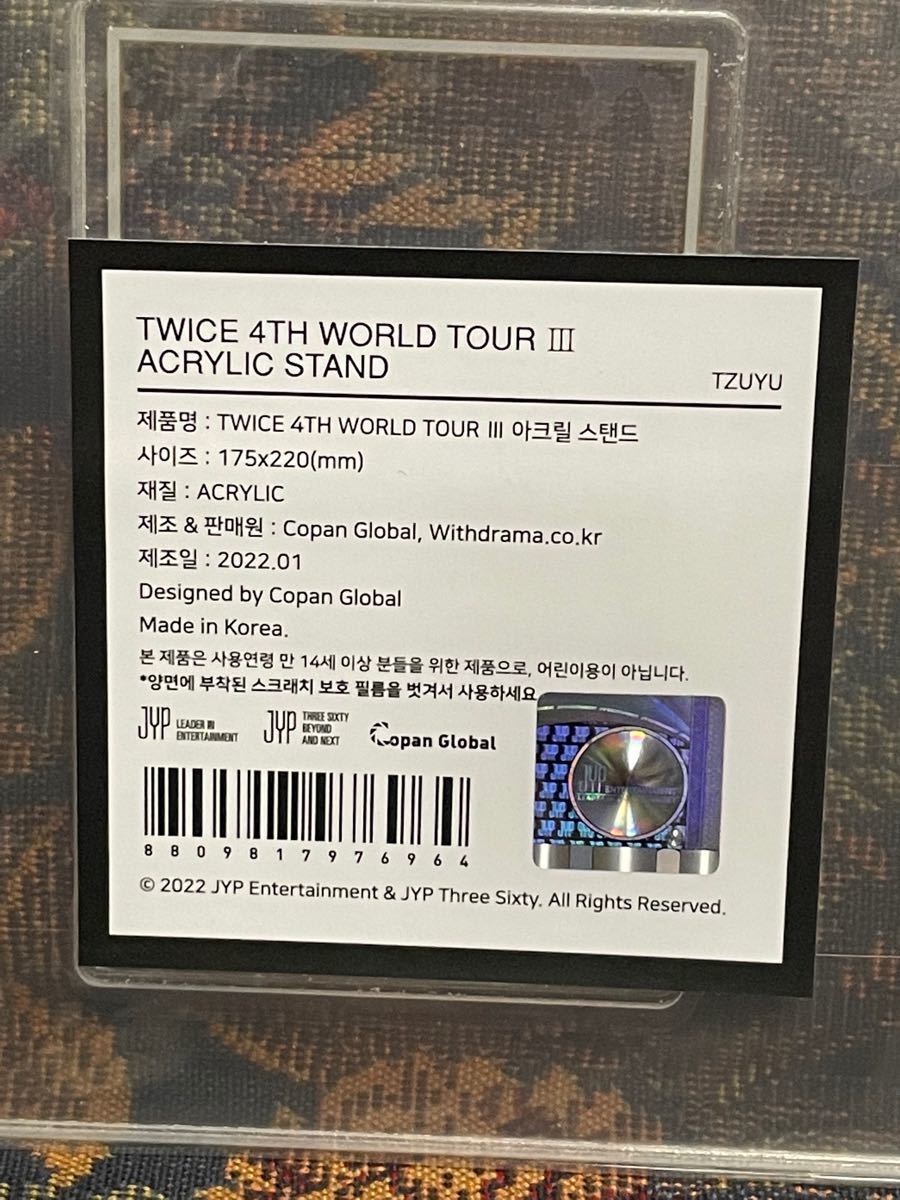 TWICE 4TH WORLD TOUR Ⅲ
ACRYLIC STAND
TZUYU
제품명 : TWICE 4TH WORLD TOUR Ⅲ 아크릴 스탠드
사이즈 : 175x220(mm)
재질 : ACRYLIC
제조 & 판매원 : Copan Global, Withdrama.co.kr
제조일 : 2022.01
Designed by Copan Global
Made in Korea.
본 제품은 사용연령 만 14세 이상 분들을 위한 제품으로, 어린이용이 아닙니다.
*양면에 부착된 스크래치 보호 필름을 벗겨서 사용하세요
JYP LEADER IN ENTERTAINMENT
JYP THREE SIXTY BEYOND AND NEXT
Copan Global
8809817976964
© 2022 JYP Entertainment & JYP Three Sixty. All Rights Reserved.